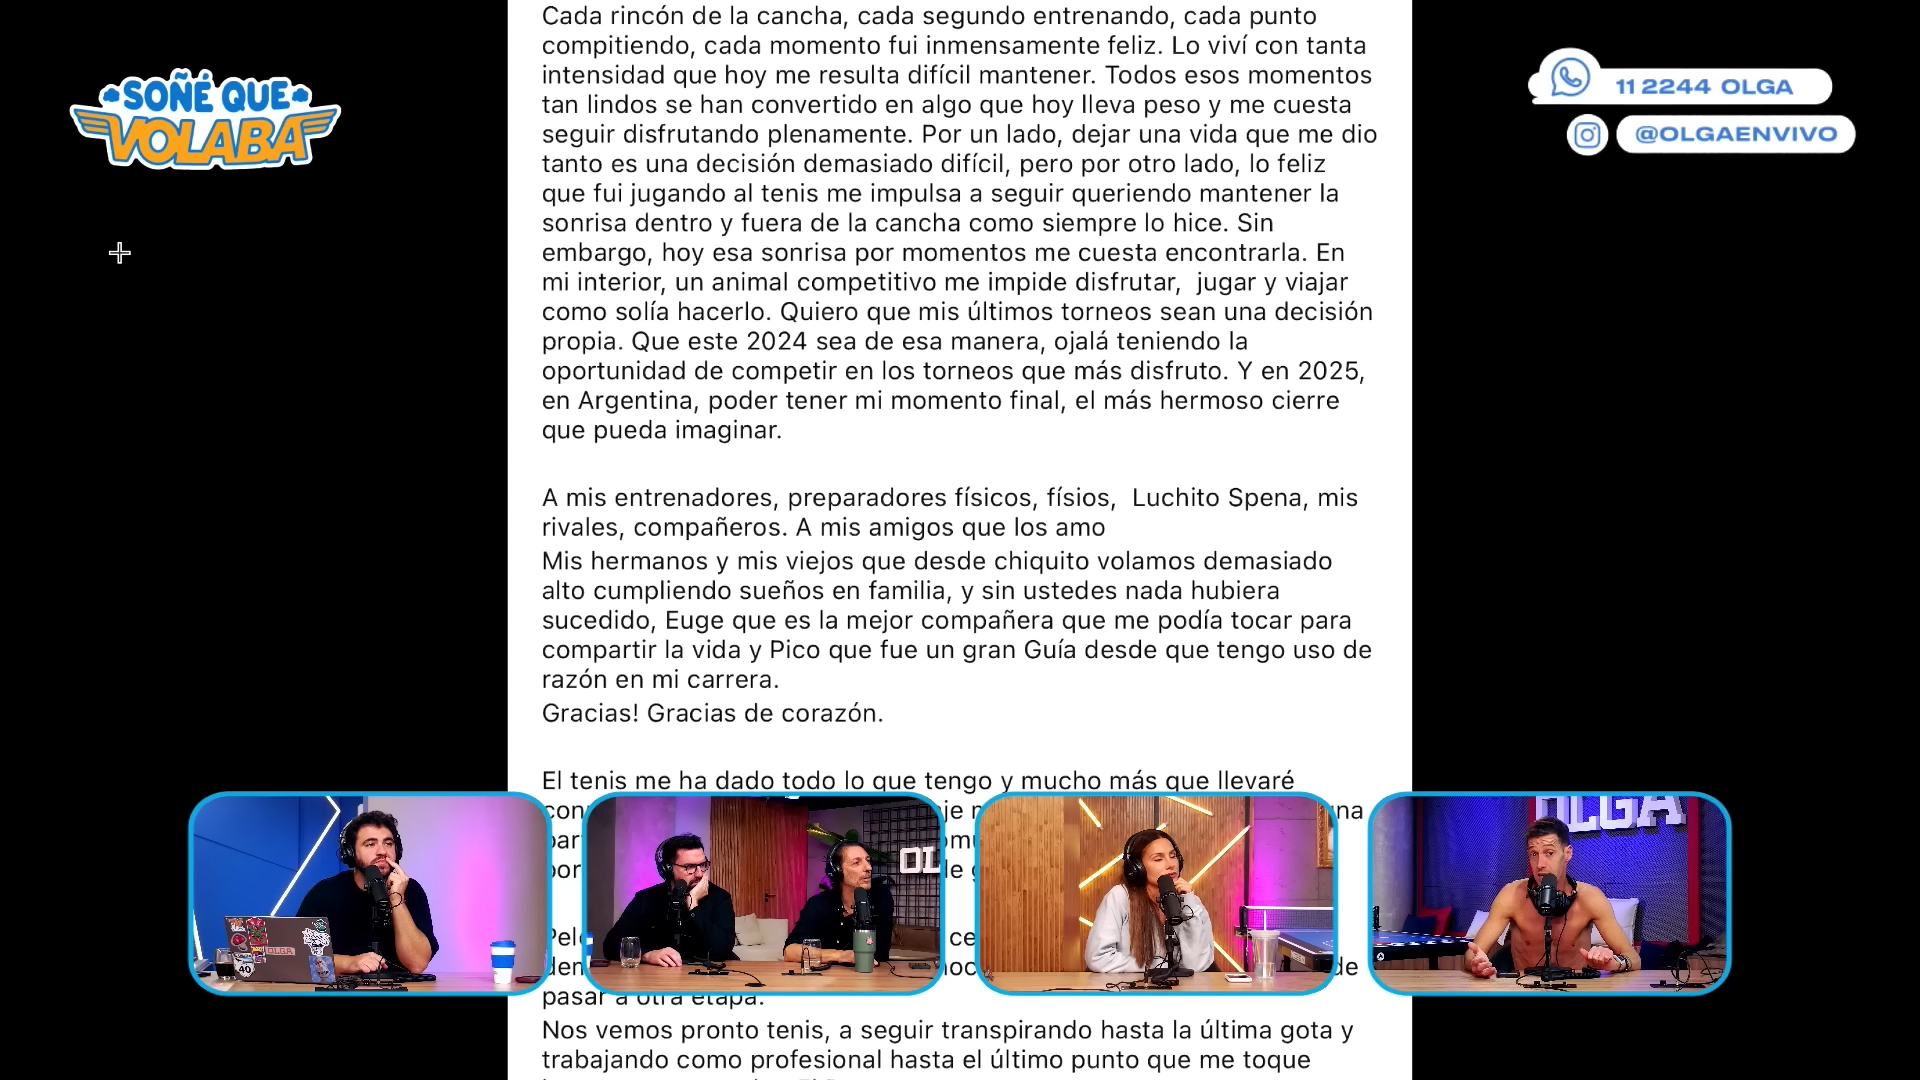 SOÑÉ QUE
VOLABA
11 2244 OLGA
@OLGAENVIVO
Cada rincón de la cancha, cada segundo entrenando, cada punto
compitiendo, cada momento fui inmensamente feliz. Lo viví con tanta
intensidad que hoy me resulta difícil mantener. Todos esos momentos
tan lindos se han convertido en algo que hoy lleva peso y me cuesta
seguir disfrutando plenamente. Por un lado, dejar una vida que me dio
tanto es una decisión demasiado difícil, pero por otro lado, lo feliz
que fui jugando al tenis me impulsa a seguir queriendo mantener la
sonrisa dentro y fuera de la cancha como siempre lo hice. Sin
embargo, hoy esa sonrisa por momentos me cuesta encontrarla. En
mi interior, un animal competitivo me impide disfrutar,  jugar y viajar
como solía hacerlo. Quiero que mis últimos torneos sean una decisión
propia. Que este 2024 sea de esa manera, ojalá teniendo la
oportunidad de competir en los torneos que más disfruto. Y en 2025,
en Argentina, poder tener mi momento final, el más hermoso cierre
que pueda imaginar.
A mis entrenadores, preparadores físicos, físios,  Luchito Spena, mis
rivales, compañeros. A mis amigos que los amo
Mis hermanos y mis viejos que desde chiquito volamos demasiado
alto cumpliendo sueños en familia, y sin ustedes nada hubiera
sucedido, Euge que es la mejor compañera que me podía tocar para
compartir la vida y Pico que fue un gran Guía desde que tengo uso de
razón en mi carrera.
Gracias! Gracias de corazón.
El tenis me ha dado todo lo que tengo y mucho más que llevaré
pasar a otra etapa.
Nos vemos pronto tenis, a seguir transpirando hasta la última gota y
trabajando como profesional hasta el último punto que me toque
OLGA
40
OLGA